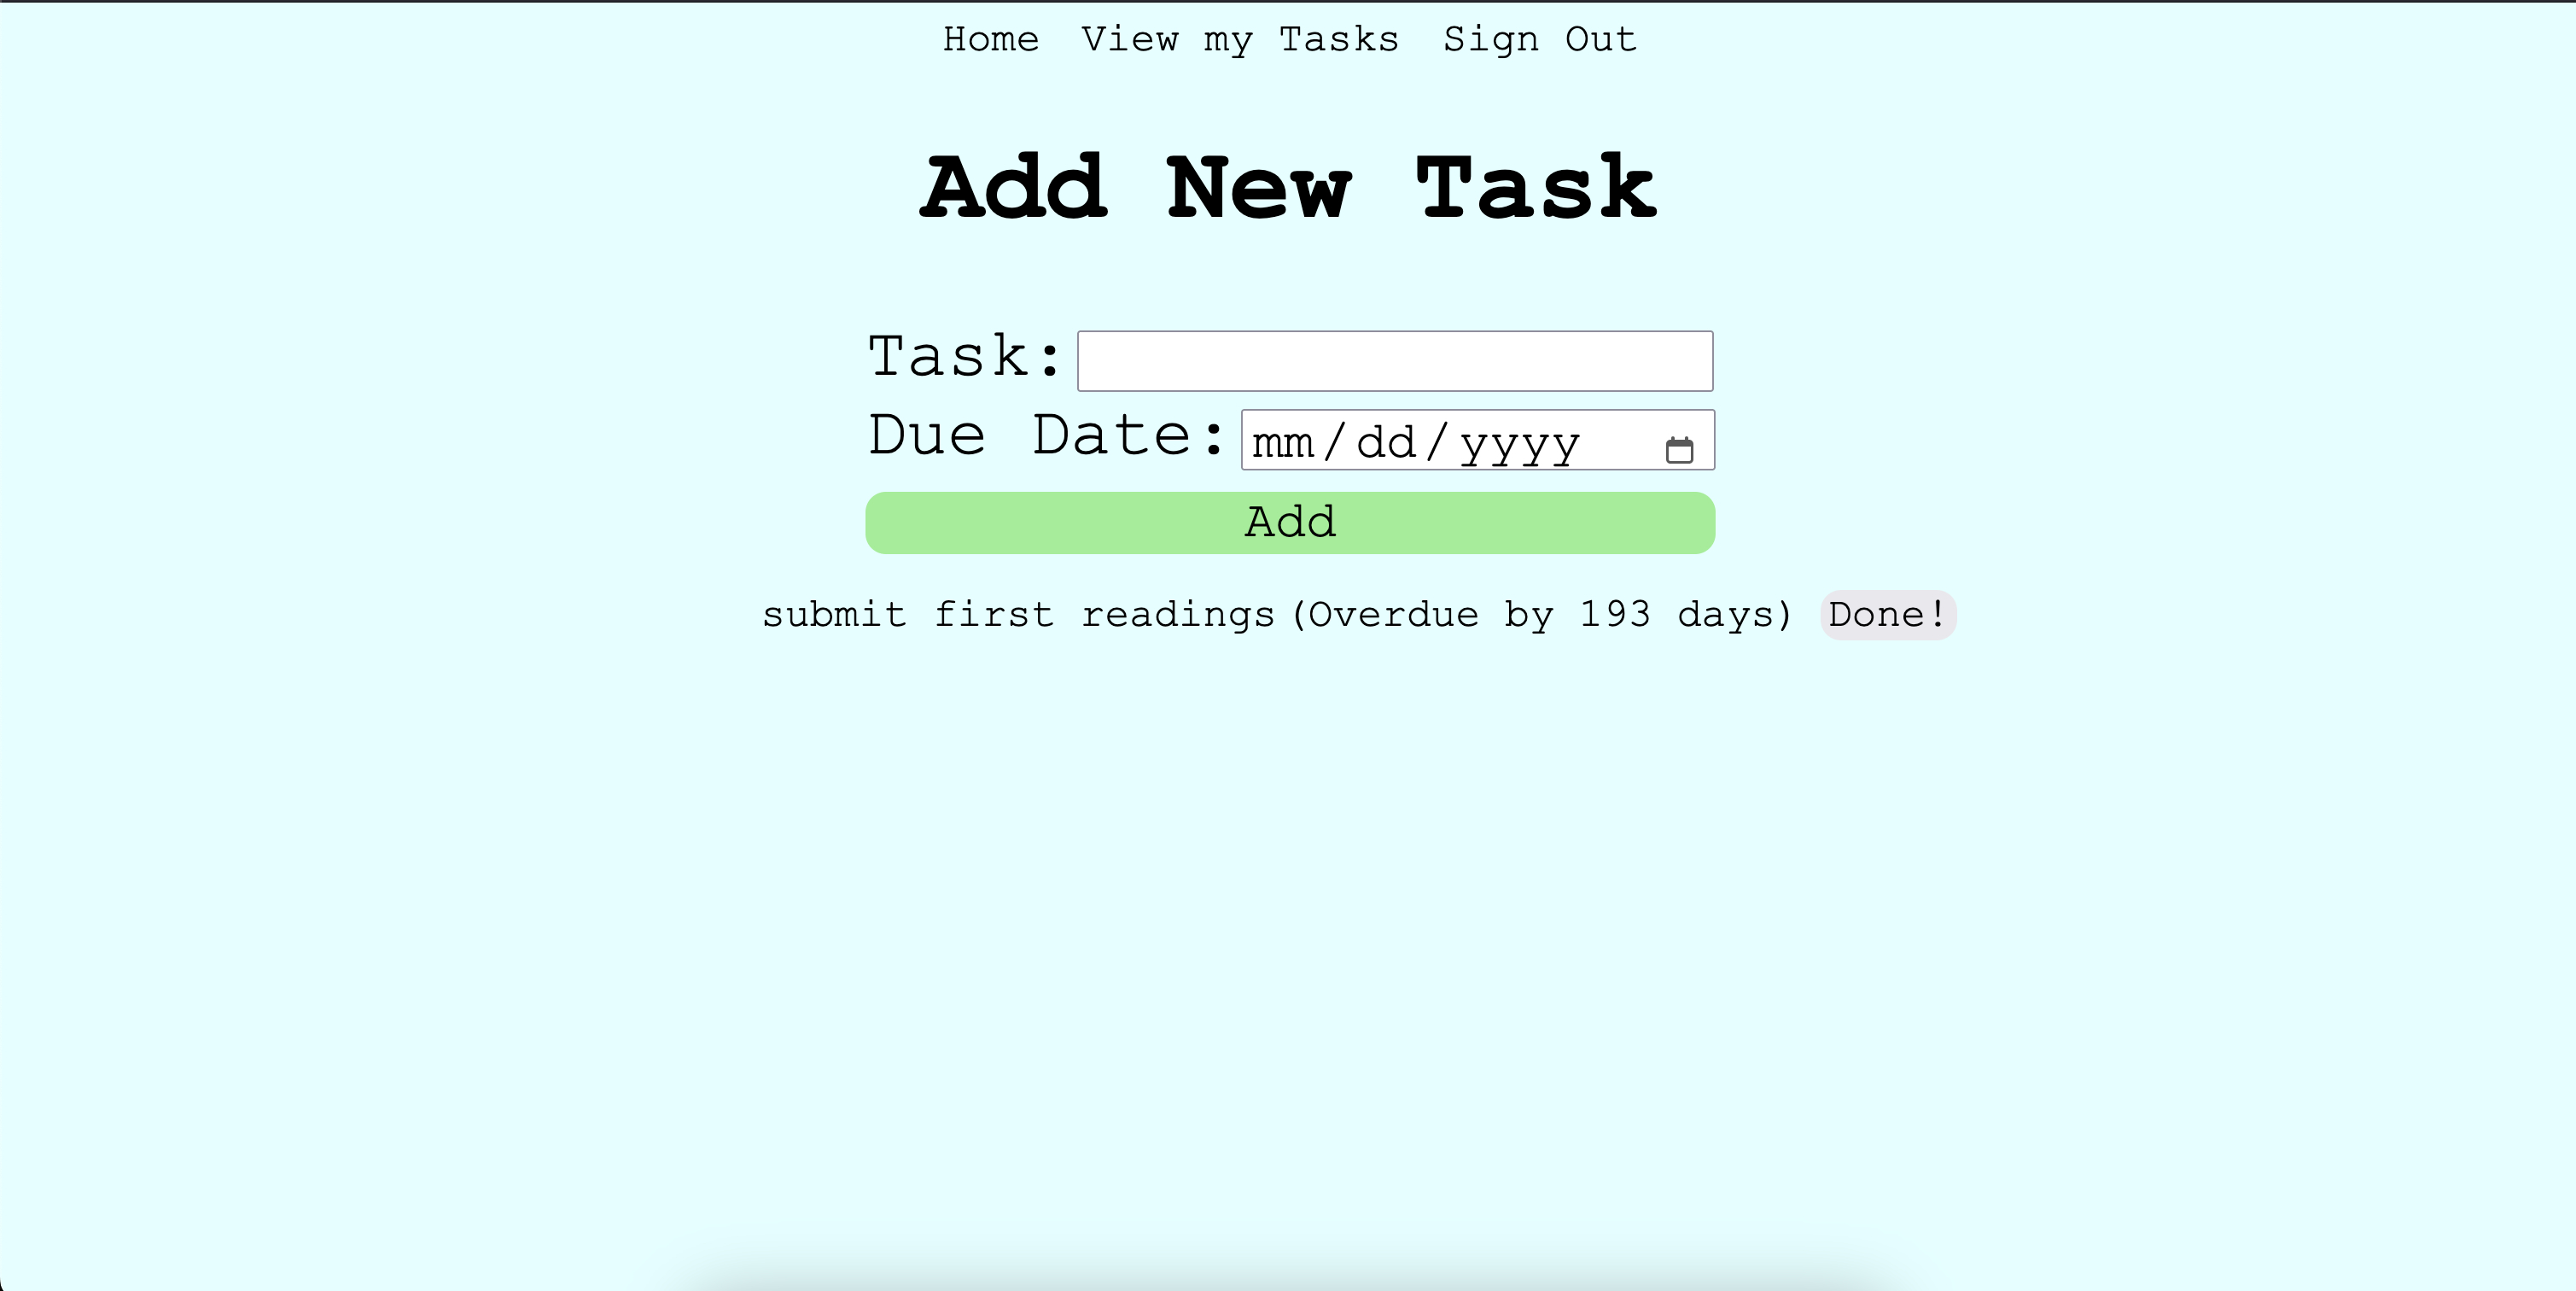 Home View my Tasks Sign Out
Add New Task
Task:
Due Date: mm/dd/yyyy
Add
submit first readings (Overdue by 193 days) Done!